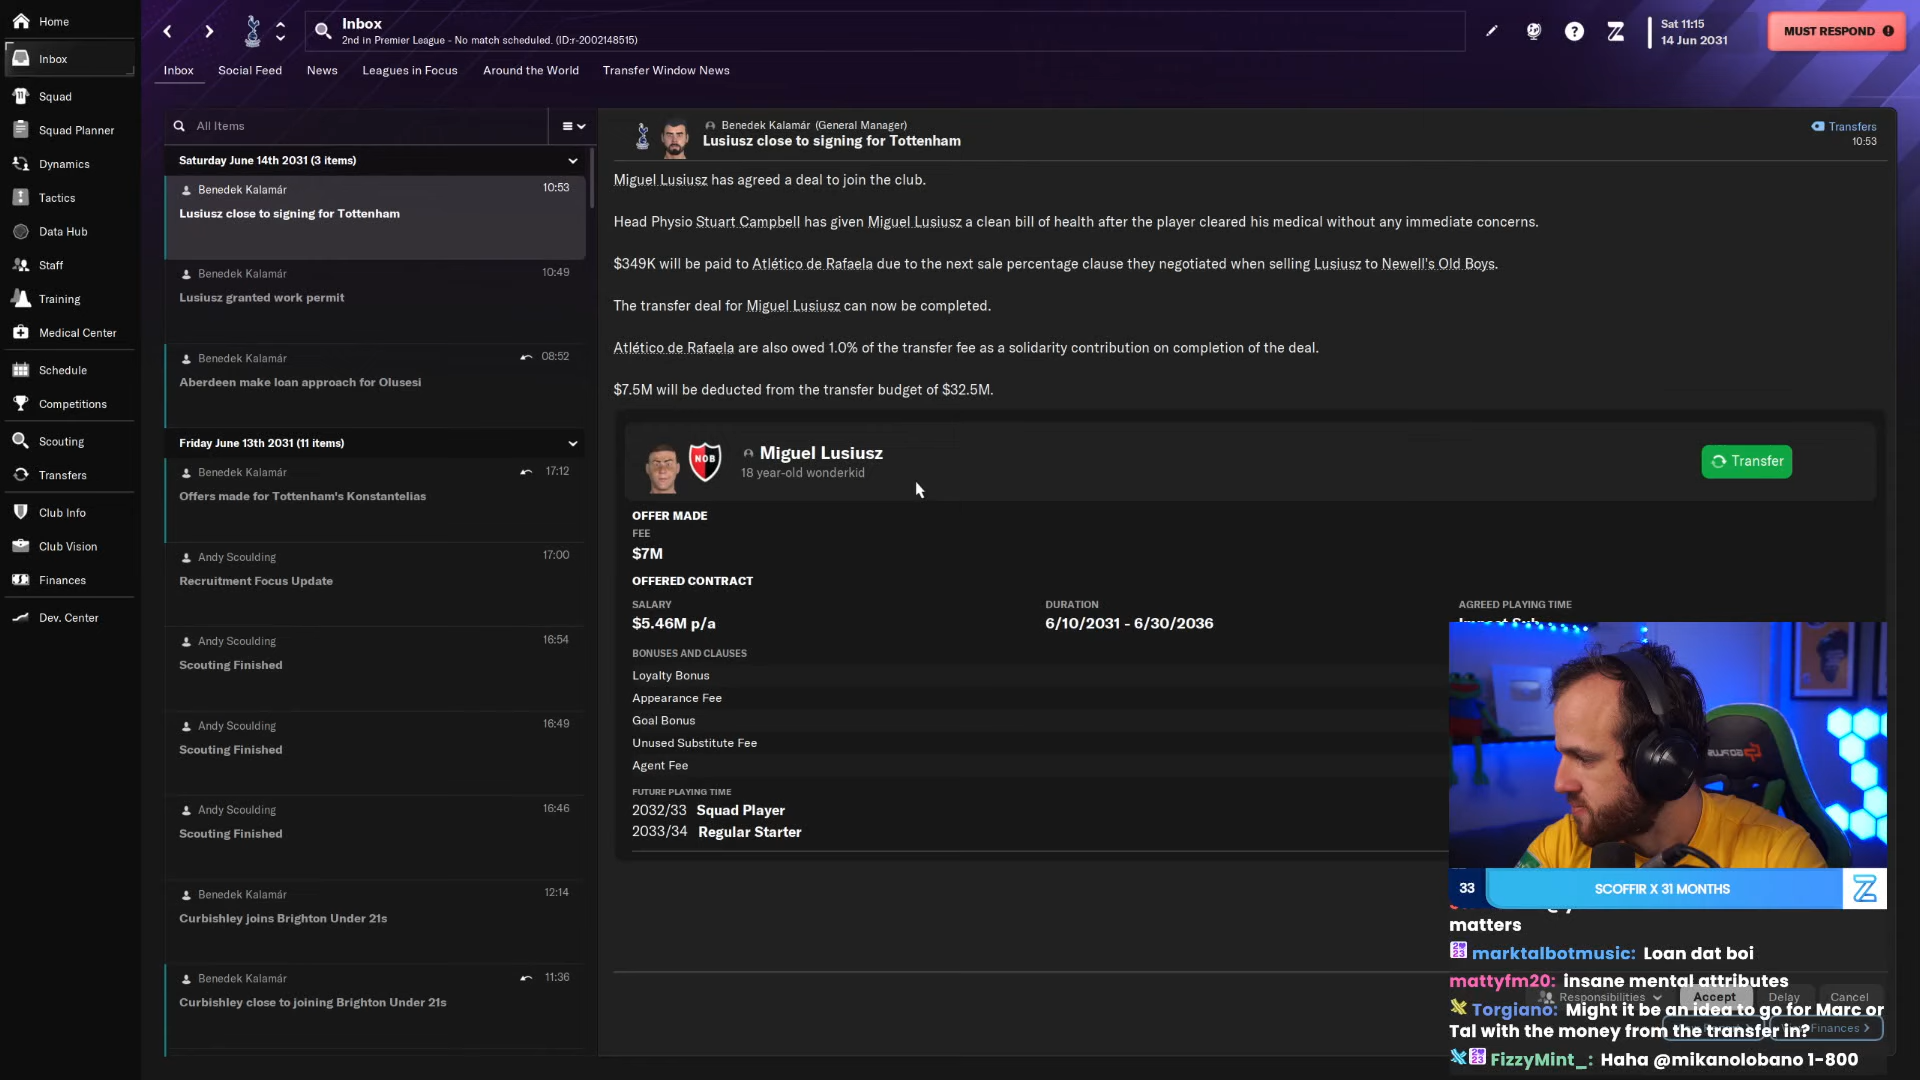 Home
Inbox
2nd in Premier League - No match scheduled. (ID:r-2002148515)
Sat 11:15
14 Jun 2031
MUST RESPOND
Inbox
Squad
Squad Planner
Dynamics
Tactics
Data Hub
Staff
Training
Medical Center
Schedule
Competitions
Scouting
Transfers
Club Info
Club Vision
Finances
Dev. Center
Inbox
Social Feed
News
Leagues in Focus
Around the World
Transfer Window News
All Items
Saturday June 14th 2031 (3 items)
Benedek Kalamár
10:53
Lusiusz close to signing for Tottenham
Benedek Kalamár
10:49
Lusiusz granted work permit
Benedek Kalamár
08:52
Aberdeen make loan approach for Olusesi
Friday June 13th 2031 (11 items)
Benedek Kalamár
17:12
Offers made for Tottenham's Konstantelias
Andy Scoulding
17:00
Recruitment Focus Update
Andy Scoulding
16:54
Scouting Finished
Andy Scoulding
16:49
Scouting Finished
Andy Scoulding
16:46
Scouting Finished
Benedek Kalamár
12:14
Curbishley joins Brighton Under 21s
Benedek Kalamár
11:36
Curbishley close to joining Brighton Under 21s
Benedek Kalamár (General Manager)
Lusiusz close to signing for Tottenham
Transfers
10:53
Miguel Lusiusz has agreed a deal to join the club.
Head Physio Stuart Campbell has given Miguel Lusiusz a clean bill of health after the player cleared his medical without any immediate concerns.
$349K will be paid to Atlético de Rafaela due to the next sale percentage clause they negotiated when selling Lusiusz to Newell's Old Boys.
The transfer deal for Miguel Lusiusz can now be completed.
Atlético de Rafaela are also owed 1.0% of the transfer fee as a solidarity contribution on completion of the deal.
$7.5M will be deducted from the transfer budget of $32.5M.
NOB
Miguel Lusiusz
18 year-old wonderkid
Transfer
OFFER MADE
FEE
$7M
OFFERED CONTRACT
SALARY
$5.46M p/a
DURATION
6/10/2031 - 6/30/2036
AGREED PLAYING TIME
Impact Sub
BONUSES AND CLAUSES
Loyalty Bonus
Appearance Fee
Goal Bonus
Unused Substitute Fee
Agent Fee
FUTURE PLAYING TIME
2032/33 Squad Player
2033/34 Regular Starter
33
SCOFFIR X 31 MONTHS
matters
marktalbotmusic: Loan dat boi
mattyfm20: insane mental attributes
Responsibilities
Accept
Delay
Cancel
Torgiano: Might it be an idea to go for Marc or
Tal with the money from the transfer in?
Finances
FizzyMint_: Haha @mikanolobano 1-800